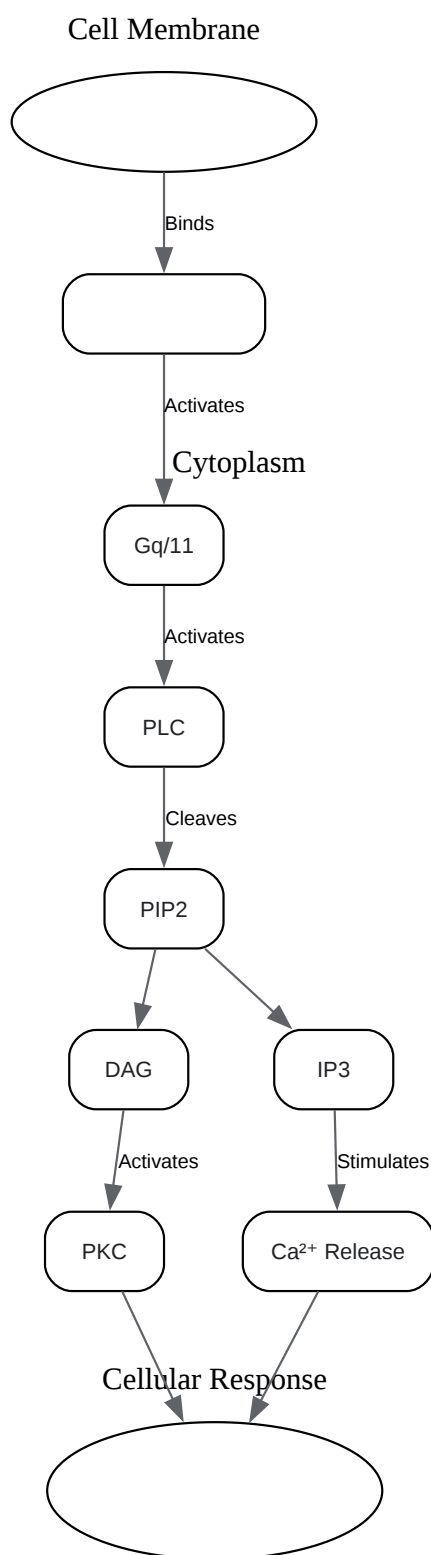 Cell Membrane
Binds
Activates
Cytoplasm
Gq/11
Activates
PLC
Cleaves
PIP2
DAG
IP3
Activates
Stimulates
PKC
Ca²⁺ Release
Cellular Response